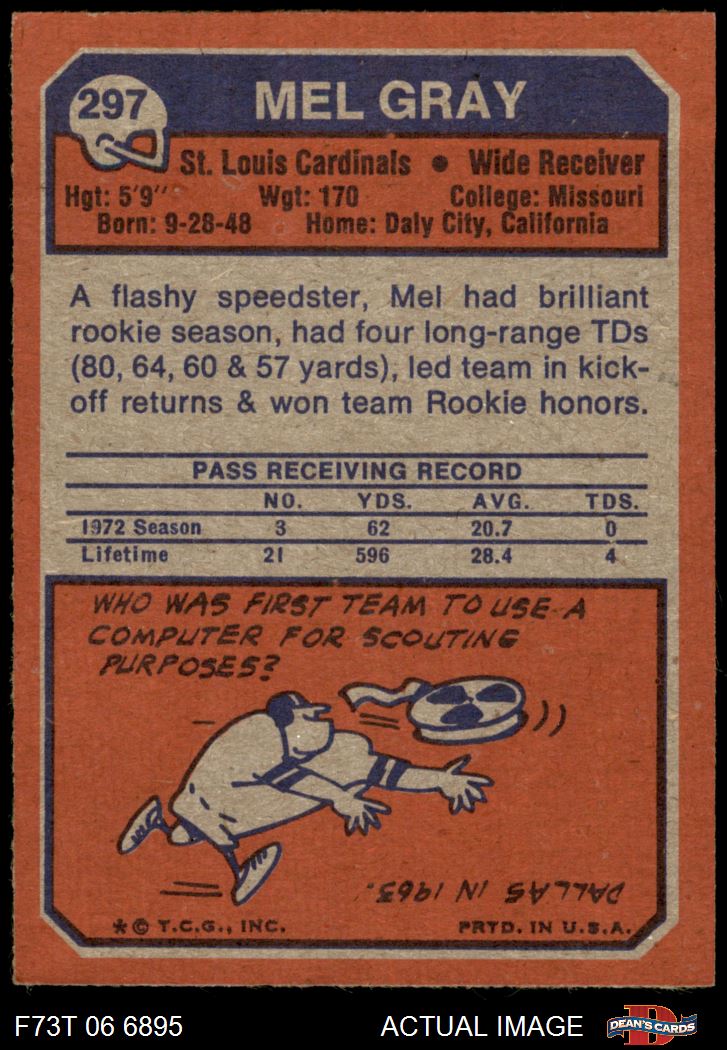 297
MEL GRAY
St. Louis Cardinals • Wide Receiver
Hgt: 5'9" Wgt: 170 College: Missouri
Born: 9-28-48 Home: Daly City, California
A flashy speedster, Mel had brilliant
rookie season, had four long-range TDs
(80, 64, 60 & 57 yards), led team in kick-
off returns & won team Rookie honors.
PASS RECEIVING RECORD
NO. YDS. AVG. TDS.
1972 Season 3 62 20.7 0
Lifetime 21 596 28.4 4
WHO WAS FIRST TEAM TO USE A
COMPUTER FOR SCOUTING
PURPOSES?
DALLAS IN 1963.
* © T.C.G., INC. PRTD. IN U.S.A.
F73T 06 6895 ACTUAL IMAGE D DEAN'S CARDS